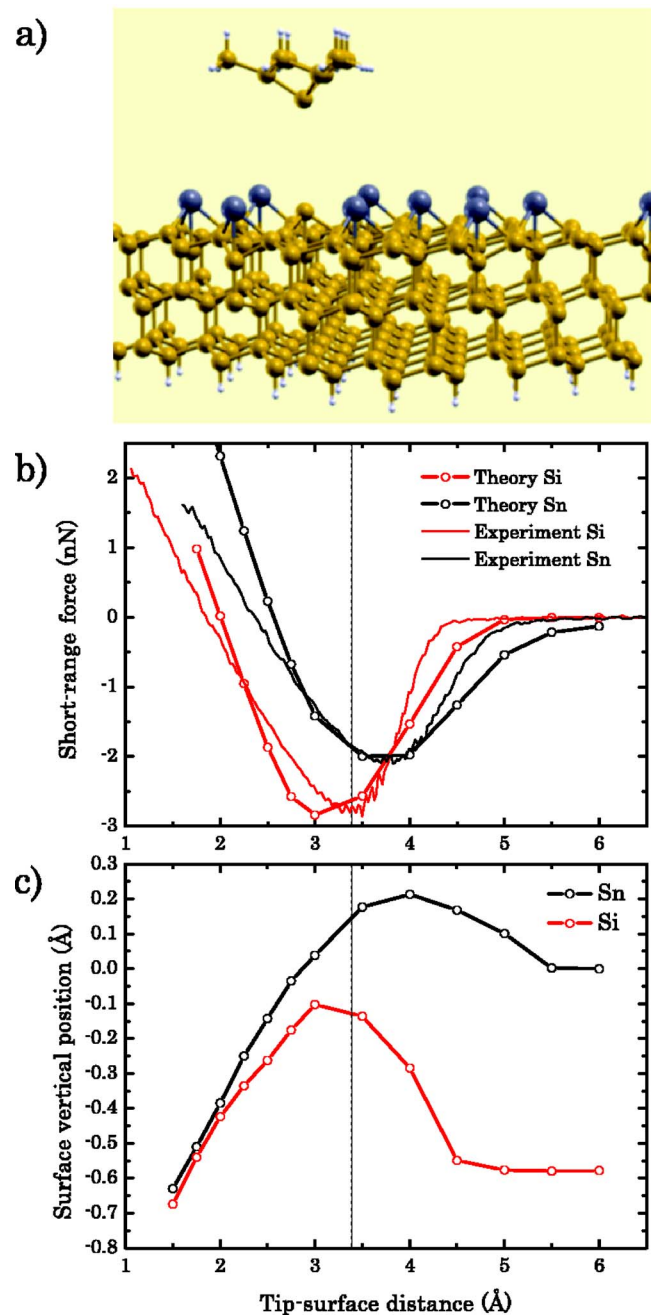 a)
b)
2
1
0
-1
-2
-3
Short-range force (nN)
Theory Si
Theory Sn
Experiment Si
Experiment Sn
1 2 3 4 5 6
c)
0.3
0.2
0.1
0.0
-0.1
-0.2
-0.3
-0.4
-0.5
-0.6
-0.7
-0.8
Surface vertical position (Å)
Sn
Si
1 2 3 4 5 6
Tip-surface distance (Å)